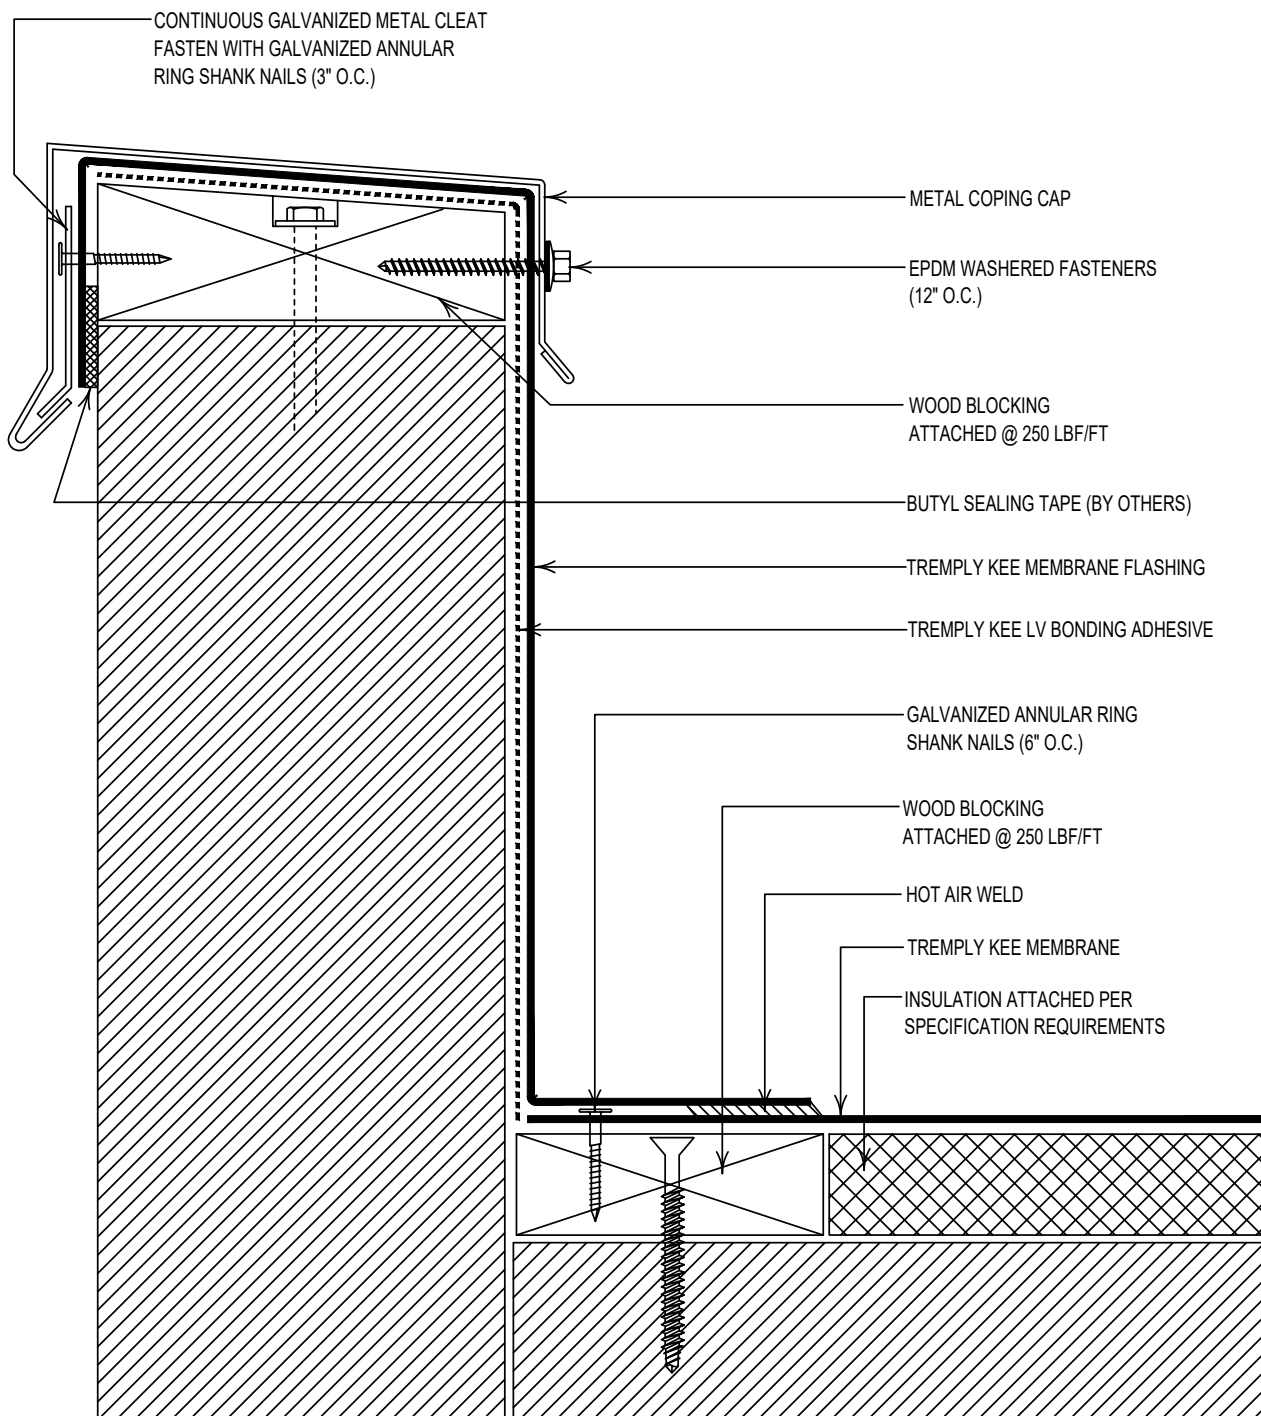 CONTINUOUS GALVANIZED METAL CLEAT
FASTEN WITH GALVANIZED ANNULAR
RING SHANK NAILS (3" O.C.)
METAL COPING CAP
EPDM WASHERED FASTENERS
(12" O.C.)
WOOD BLOCKING
ATTACHED @ 250 LBF/FT
BUTYL SEALING TAPE (BY OTHERS)
TREMPLY KEE MEMBRANE FLASHING
TREMPLY KEE LV BONDING ADHESIVE
GALVANIZED ANNULAR RING
SHANK NAILS (6" O.C.)
WOOD BLOCKING
ATTACHED @ 250 LBF/FT
HOT AIR WELD
TREMPLY KEE MEMBRANE
INSULATION ATTACHED PER
SPECIFICATION REQUIREMENTS